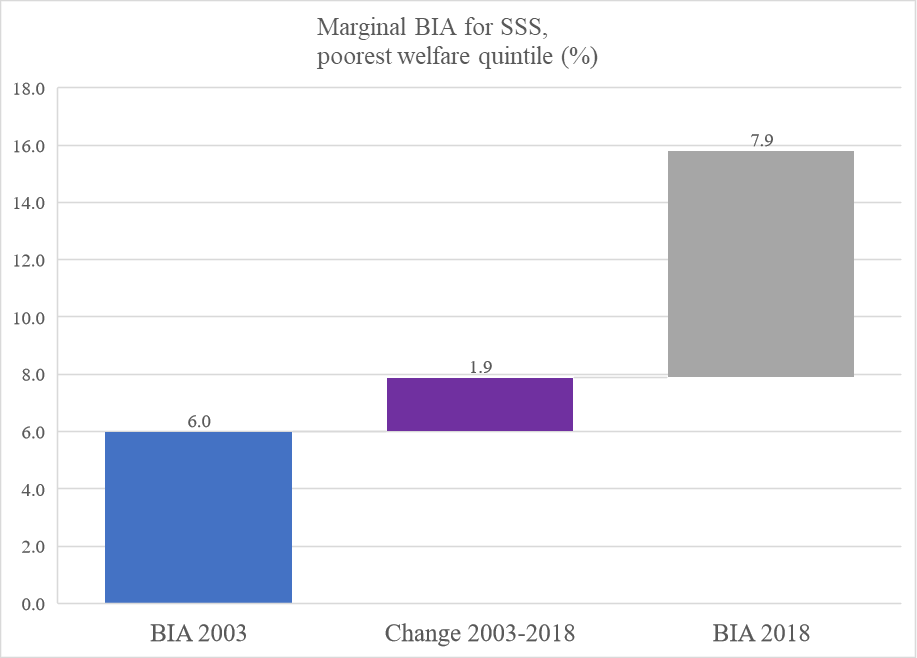 Marginal BIA for SSS,
poorest welfare quintile (%)
18.0
16.0
14.0
12.0
10.0
8.0
6.0
4.0
2.0
0.0
6.0
1.9
7.9
BIA 2003
Change 2003-2018
BIA 2018